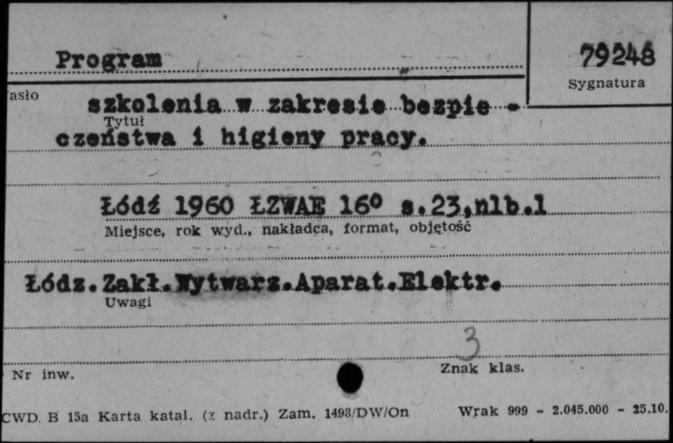 Program
79248
Sygnatura
asło
szkolenia w zakresie bezpie -
Tytuł
czeństwa i higieny pracy.
Łódź 1960 ŁZWAE 16º s.23,nlb.1
Miejsce, rok wyd., nakładca, format, objętość
Łódz.Zakł.Wytwarz.Aparat.Elektr.
Uwagi
3
Nr inw.
Znak klas.
CWD. B 15a Karta katal. (z nadr.) Zam. 1498/DW/On
Wrak 999 - 2.045.000 - 25.10.